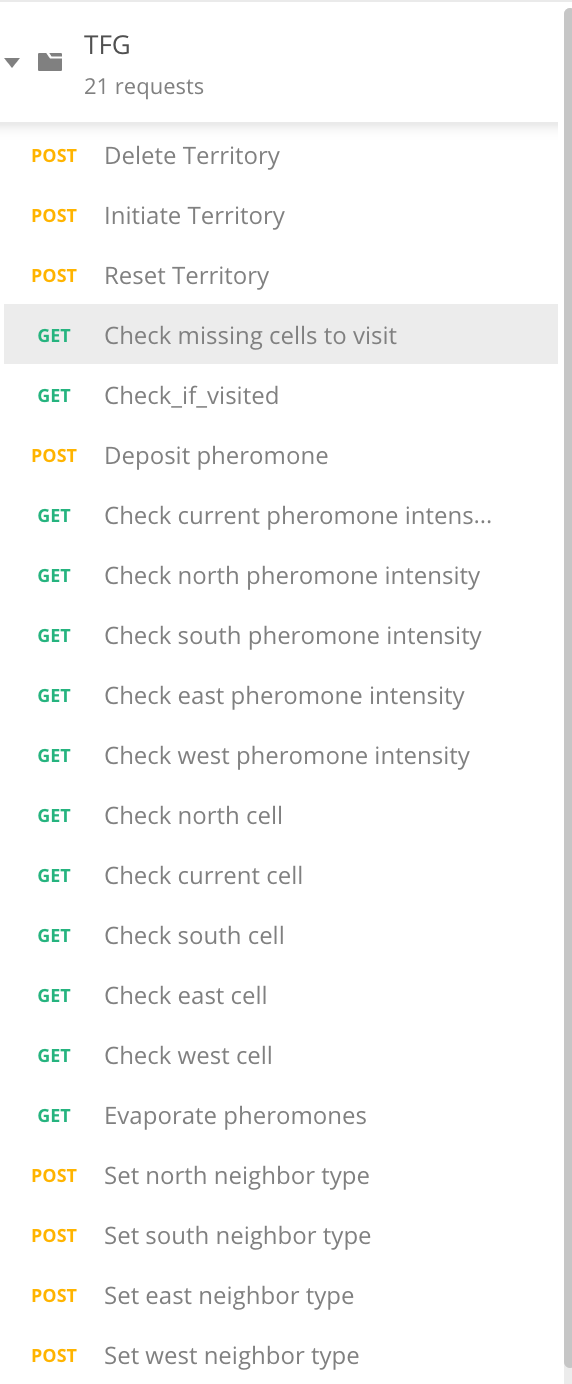 TFG
21 requests
POST Delete Territory
POST Initiate Territory
POST Reset Territory
GET Check missing cells to visit
GET Check_if_visited
POST Deposit pheromone
GET Check current pheromone intens...
GET Check north pheromone intensity
GET Check south pheromone intensity
GET Check east pheromone intensity
GET Check west pheromone intensity
GET Check north cell
GET Check current cell
GET Check south cell
GET Check east cell
GET Check west cell
GET Evaporate pheromones
POST Set north neighbor type
POST Set south neighbor type
POST Set east neighbor type
POST Set west neighbor type